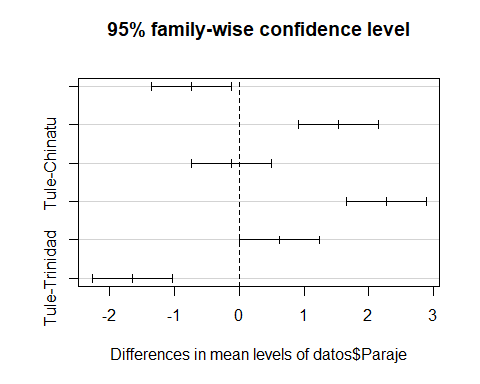 95% family-wise confidence level
Tule-Chinatu
Tule-Trinidad
-2 -1 0 1 2 3
Differences in mean levels of datos$Paraje